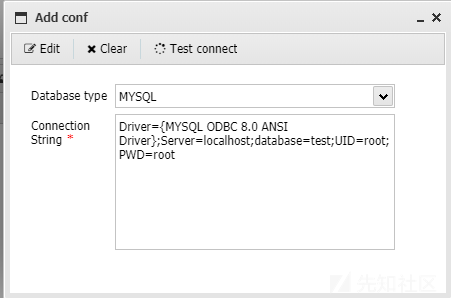 Add conf
Edit Clear Test connect
Database type MYSQL
Connection
String *
Driver={MYSQL ODBC 8.0 ANSI
Driver};Server=localhost;database=test;UID=root;
PWD=root
先知社区